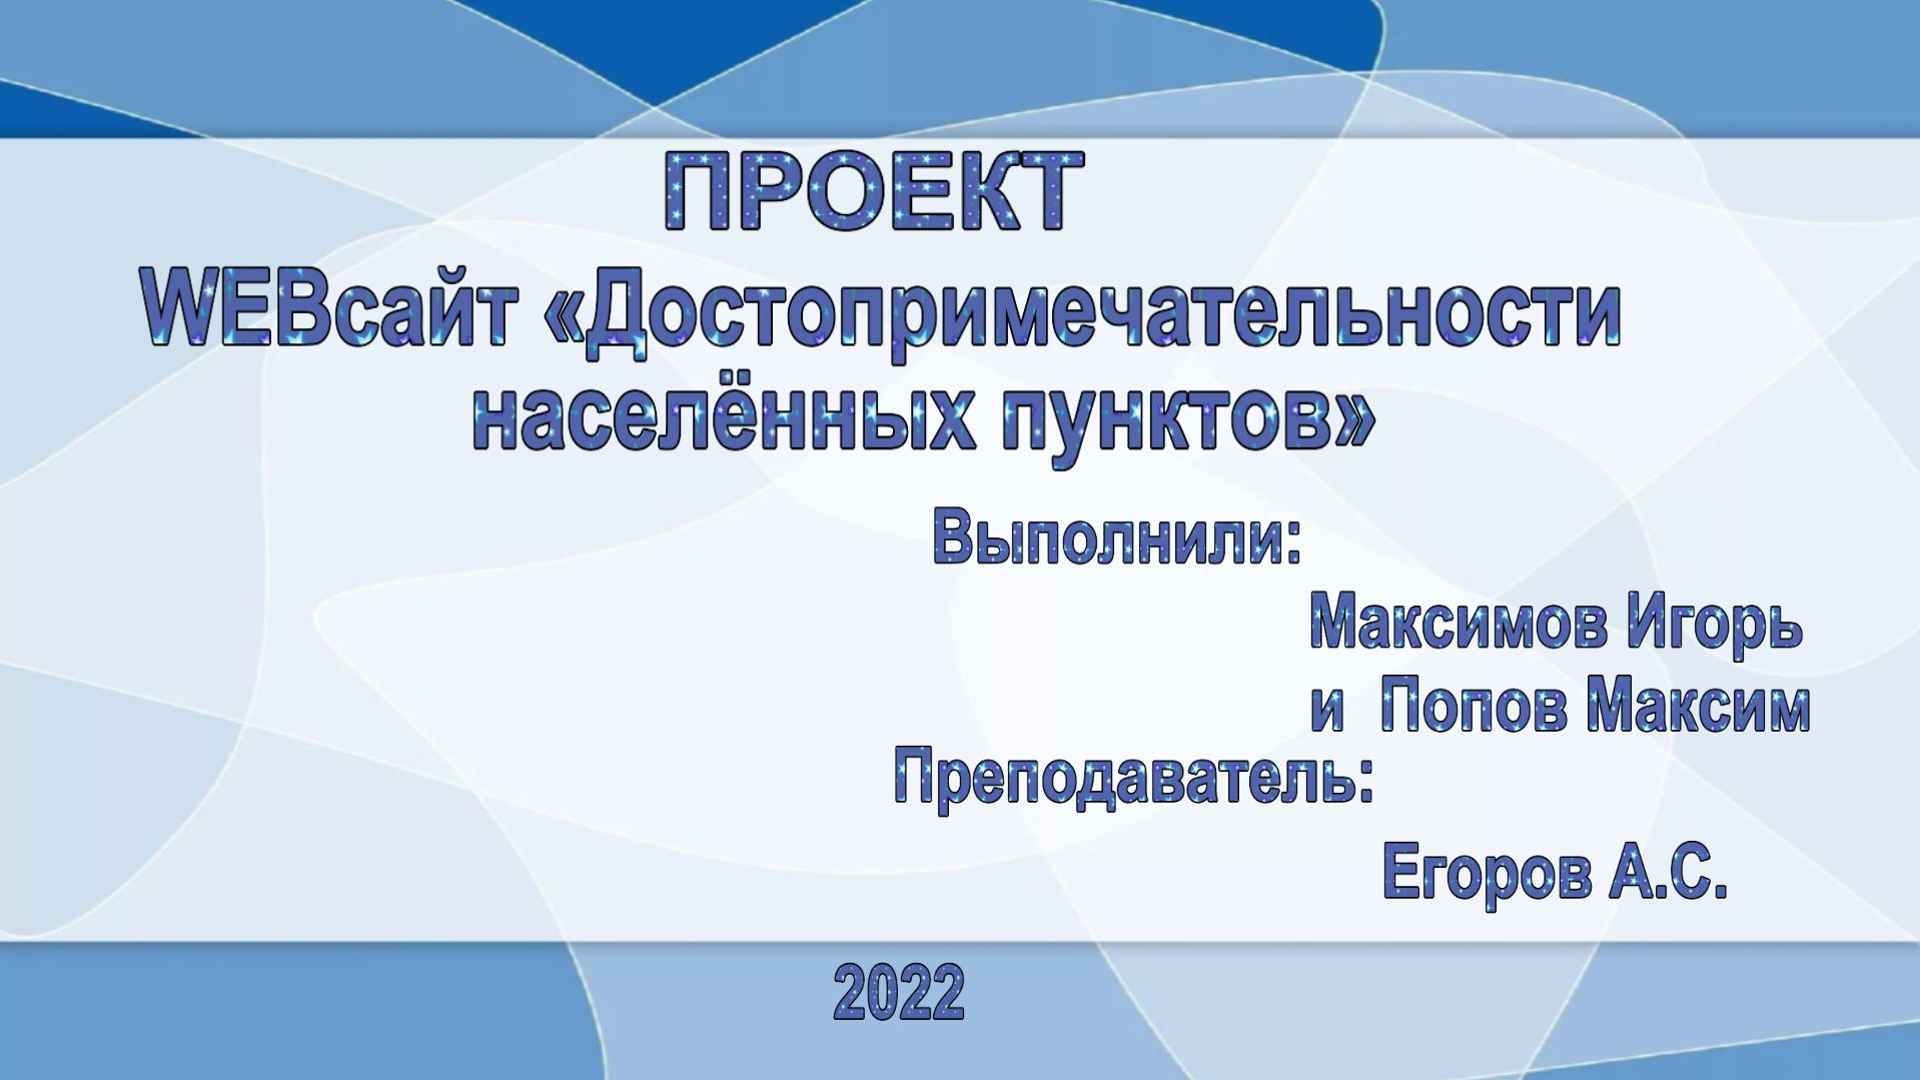 ПРОЕКТ
WEBсайт «Достопримечательности
населённых пунктов»
Выполнили:
Максимов Игорь
и Попов Максим
Преподаватель:
Егоров А.С.
2022